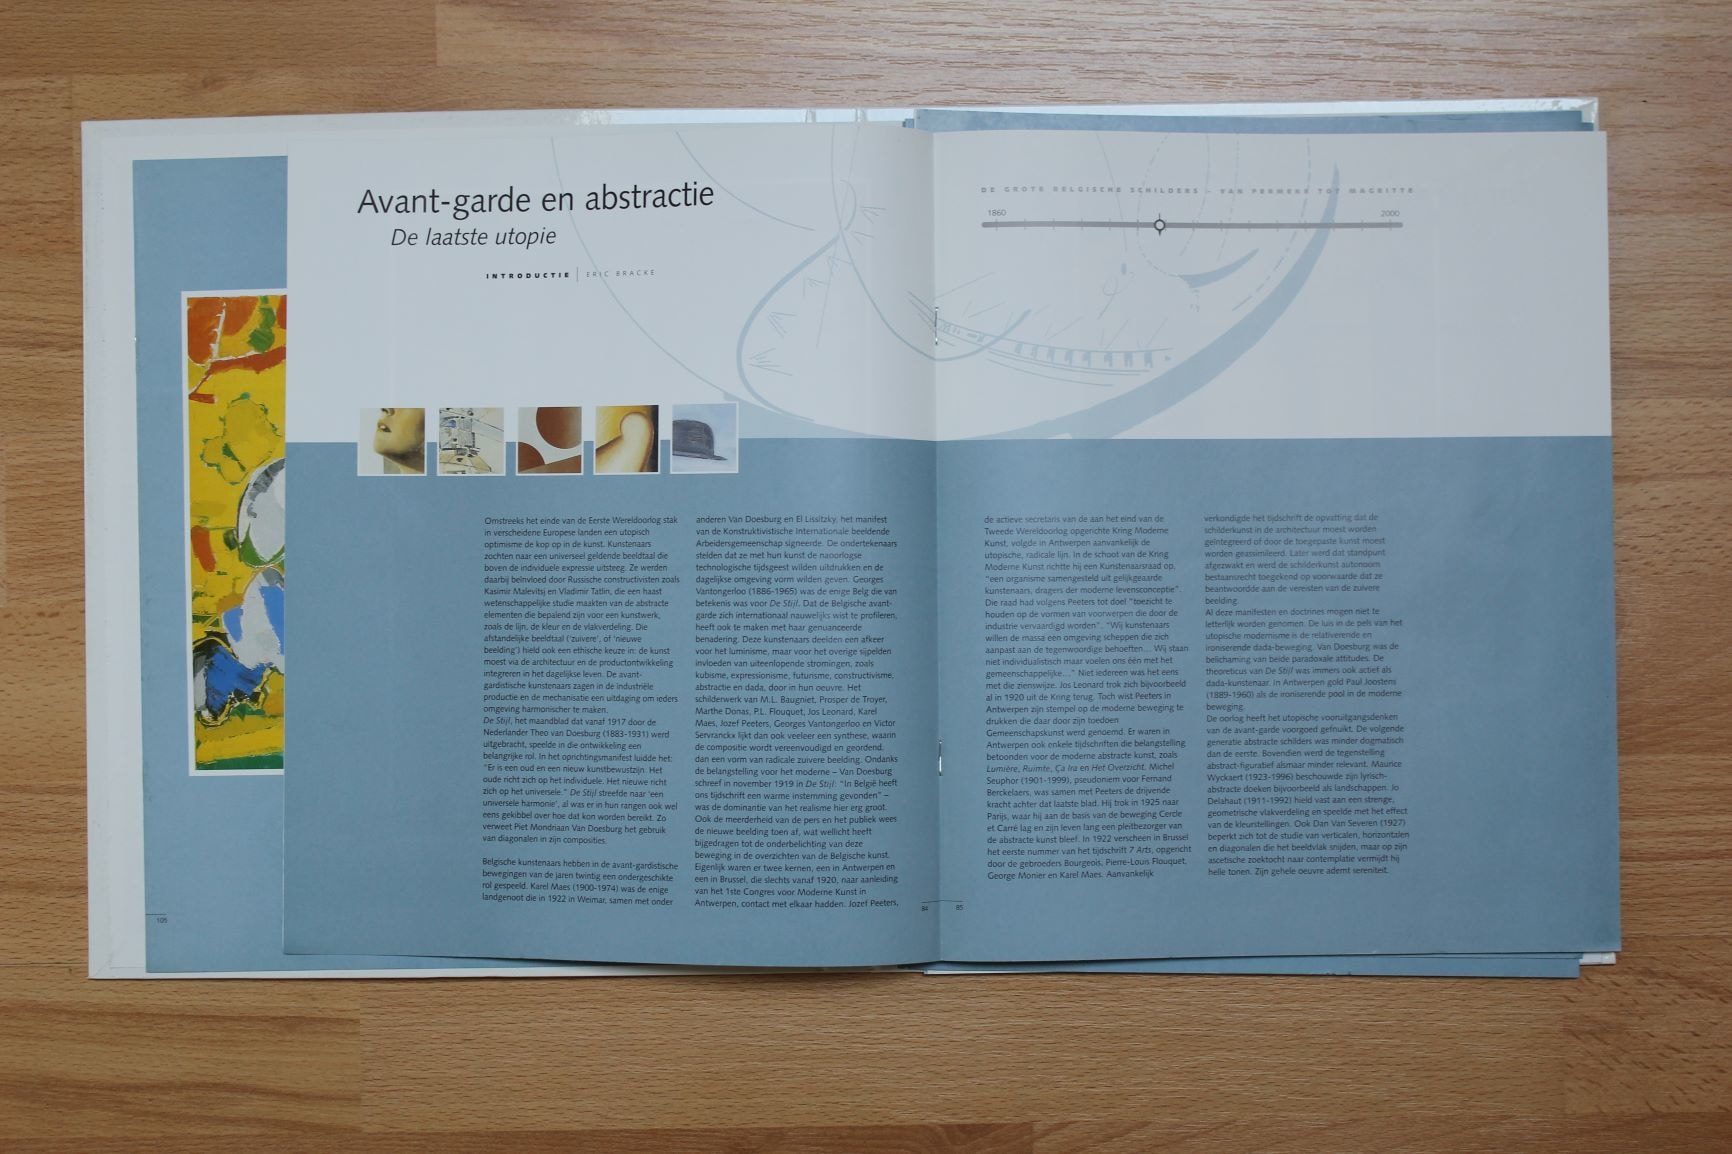 Avant-garde en abstractie
De laatste utopie
INTRODUCTIE | ERIC BRACKE
Omstreeks het einde van de Eerste Wereldoorlog stak
in verscheidene Europese landen een utopisch
optimisme de kop op in de kunst. Kunstenaars
zochten naar een universeel geldende beeldtaal die
boven de individuele expressie uitsteeg. Ze werden
daarbij beïnvloed door Russische constructivisten zoals
Kasimir Malevitsj en Vladimir Tatlin, die een haast
wetenschappelijke studie maakten van de abstracte
elementen die bepalend zijn voor een kunstwerk,
zoals de lijn, de kleur en de vlakverdeling. Die
afstandelijke beeldtaal ('zuivere', of 'nieuwe
beelding') hield ook een ethische keuze in: de kunst
moest via de architectuur en de productontwikkeling
integreren in het dagelijkse leven. De avant-
gardistische kunstenaars zagen in de industriële
productie en de mechanisatie een uitdaging om ieders
omgeving harmonischer te maken.
De Stijl, het maandblad dat vanaf 1917 door de
Nederlander Theo van Doesburg (1883-1931) werd
uitgebracht, speelde in die ontwikkeling een
belangrijke rol. In het oprichtingsmanifest luidde het:
"Er is een oud en een nieuw kunstbewustzijn. Het
oude richt zich op het individuele. Het nieuwe richt
zich op het universele." De Stijl streefde naar 'een
universele harmonie', al was er in hun rangen ook wel
eens gekibbel over hoe dat kon worden bereikt. Zo
verweet Piet Mondriaan Van Doesburg het gebruik
van diagonalen in zijn composities.
Belgische kunstenaars hebben in de avant-gardistische
bewegingen van de jaren twintig een ondergeschikte
rol gespeeld. Karel Maes (1900-1974) was de enige
landgenoot die in 1922 in Weimar, samen met onder
anderen Van Doesburg en El Lissitzky, het manifest
van de Konstruktivistische Internationale beeldende
Arbeidersgemeenschap signeerde. De ondertekenaars
stelden dat ze met hun kunst de naoorlogse
technologische tijdsgeest wilden uitdrukken en de
dagelijkse omgeving vorm wilden geven. Georges
Vantongerloo (1886-1965) was de enige Belg die van
betekenis was voor De Stijl. Dat de Belgische avant-
garde zich internationaal nauwelijks wist te profileren,
heeft ook te maken met haar genuanceerde
benadering. Deze kunstenaars deelden een afkeer
voor het luminisme, maar voor het overige sijpelden
invloeden van uiteenlopende stromingen, zoals
kubisme, expressionisme, futurisme, constructivisme,
abstractie en dada, door in hun oeuvre. Het
schilderwerk van M.L. Baugniet, Prosper de Troyer,
Marthe Donas, P.L. Flouquet, Jos Leonard, Karel
Maes, Jozef Peeters, Georges Vantongerloo en Victor
Servranckx lijkt dan ook veeleer een synthese, waarin
de compositie wordt vereenvoudigd en geordend,
dan een vorm van radicale zuivere beelding. Ondanks
de belangstelling voor het moderne – Van Doesburg
schreef in november 1919 in De Stijl: "In België heeft
ons tijdschrift een warme instemming gevonden" –
was de dominantie van het realisme hier erg groot.
Ook de meerderheid van de pers en het publiek wees
de nieuwe beelding toen af, wat wellicht heeft
bijgedragen tot de onderbelichting van deze
beweging in de overzichten van de Belgische kunst.
Eigenlijk waren er twee kernen, een in Antwerpen en
een in Brussel, die slechts vanaf 1920, naar aanleiding
van het 1ste Congres voor Moderne Kunst in
Antwerpen, contact met elkaar hadden. Jozef Peeters,
84
105
DE GROTE BELGISCHE SCHILDERS - VAN PERMEKE TOT MAGRITTE
1860 2000
de actieve secretaris van de aan het eind van de
Tweede Wereldoorlog opgerichte Kring Moderne
Kunst, volgde in Antwerpen aanvankelijk de
utopische, radicale lijn. In de schoot van de Kring
Moderne Kunst richtte hij een Kunstenaarsraad op,
"een organisme samengesteld uit gelijkgeaarde
kunstenaars, dragers der moderne levensconceptie".
Die raad had volgens Peeters tot doel "toezicht te
houden op de vormen van voorwerpen die door de
industrie vervaardigd worden". "Wij kunstenaars
willen de massa een omgeving scheppen die zich
aanpast aan de tegenwoordige behoeften... Wij staan
niet individualistisch maar voelen ons één met het
gemeenschappelijke..." Niet iedereen was het eens
met die zienswijze. Jos Leonard trok zich bijvoorbeeld
al in 1920 uit de Kring terug. Toch wist Peeters in
Antwerpen zijn stempel op de moderne beweging te
drukken die daar door zijn toedoen
Gemeenschapskunst werd genoemd. Er waren in
Antwerpen ook enkele tijdschriften die belangstelling
betoonden voor de moderne abstracte kunst, zoals
Lumière, Ruimte, Ça Ira en Het Overzicht. Michel
Seuphor (1901-1999), pseudoniem voor Fernand
Berckelaers, was samen met Peeters de drijvende
kracht achter dat laatste blad. Hij trok in 1925 naar
Parijs, waar hij aan de basis van de beweging Cercle
et Carré lag en zijn leven lang een pleitbezorger van
de abstracte kunst bleef. In 1922 verscheen in Brussel
het eerste nummer van het tijdschrift 7 Arts, opgericht
door de gebroeders Bourgeois, Pierre-Louis Flouquet,
George Monier en Karel Maes. Aanvankelijk
verkondigde het tijdschrift de opvatting dat de
schilderkunst in de architectuur moest worden
geïntegreerd of door de toegepaste kunst moest
worden geassimileerd. Later werd dat standpunt
afgezwakt en werd de schilderkunst autonoom
bestaansrecht toegekend op voorwaarde dat ze
beantwoordde aan de vereisten van de zuivere
beelding.
Al deze manifesten en doctrines mogen niet te
letterlijk worden genomen. De luis in de pels van het
utopische modernisme is de relativerende en
ironiserende dada-beweging. Van Doesburg was de
belichaming van beide paradoxale attitudes. De
theoreticus van De Stijl was immers ook actief als
dada-kunstenaar. In Antwerpen gold Paul Joostens
(1889-1960) als de ironiserende pool in de moderne
beweging.
De oorlog heeft het utopische vooruitgangsdenken
van de avant-garde voorgoed gefnuikt. De volgende
generatie abstracte schilders was minder dogmatisch
dan de eerste. Bovendien werd de tegenstelling
abstract-figuratief alsmaar minder relevant. Maurice
Wyckaert (1923-1996) beschouwde zijn lyrisch-
abstracte doeken bijvoorbeeld als landschappen. Jo
Delahaut (1911-1992) hield vast aan een strenge,
geometrische vlakverdeling en speelde met het effect
van de kleurstellingen. Ook Dan Van Severen (1927)
beperkt zich tot de studie van verticalen, horizontalen
en diagonalen die het beeldvlak snijden, maar op zijn
ascetische zoektocht naar contemplatie vermijdt hij
helle tonen. Zijn gehele oeuvre ademt sereniteit.
85